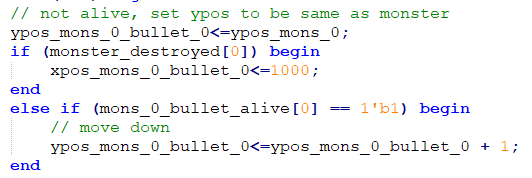 // not alive, set ypos to be same as monster
ypos_mons_0_bullet_0<=ypos_mons_0;
if (monster_destroyed[0]) begin
    xpos_mons_0_bullet_0<=1000;
end
else if (mons_0_bullet_alive[0] == 1'b1) begin
    // move down
    ypos_mons_0_bullet_0<=ypos_mons_0_bullet_0 + 1;
end